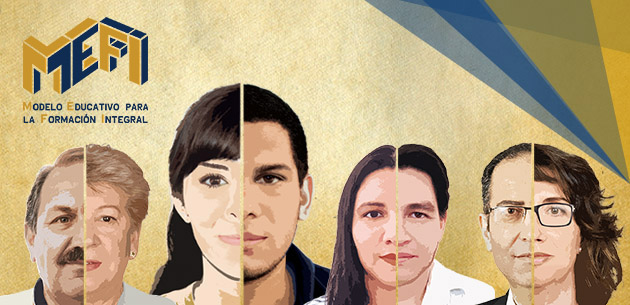 MEFI
MODELO EDUCATIVO PARA
LA FORMACIÓN INTEGRAL